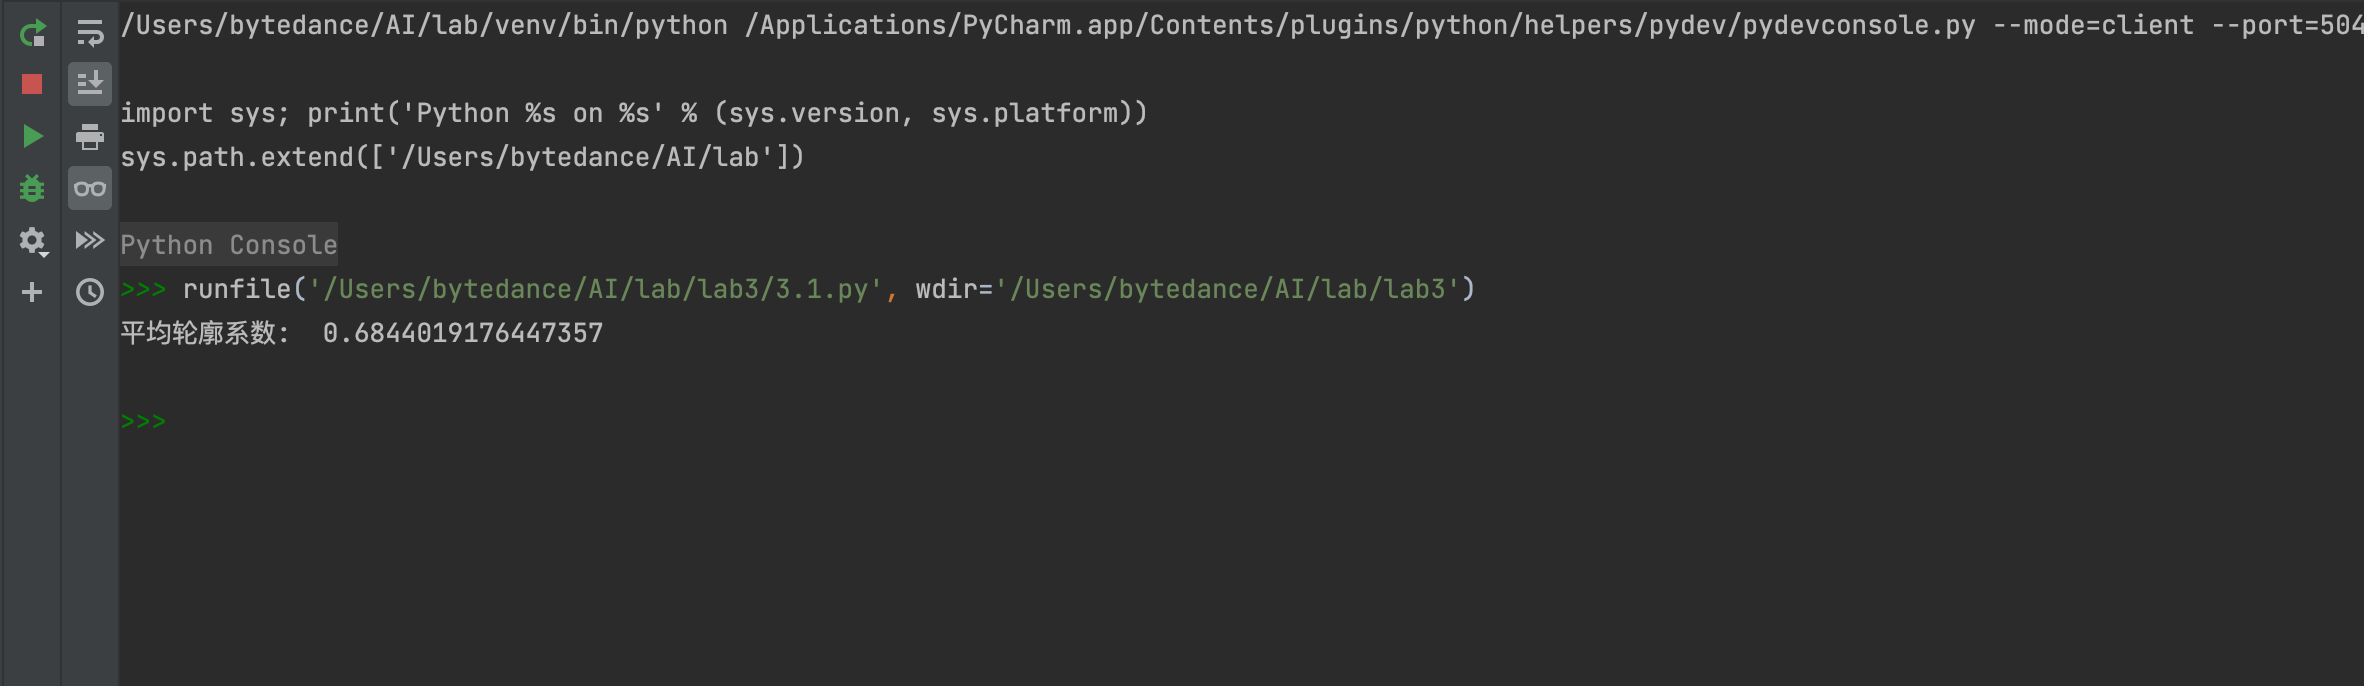 /Users/bytedance/AI/lab/venv/bin/python /Applications/PyCharm.app/Contents/plugins/python/helpers/pydev/pydevconsole.py --mode=client --port=504
import sys; print('Python %s on %s' % (sys.version, sys.platform))
sys.path.extend(['/Users/bytedance/AI/lab'])
Python Console
>>> runfile('/Users/bytedance/AI/lab/lab3/3.1.py', wdir='/Users/bytedance/AI/lab/lab3')
平均轮廓系数:  0.6844019176447357
>>>